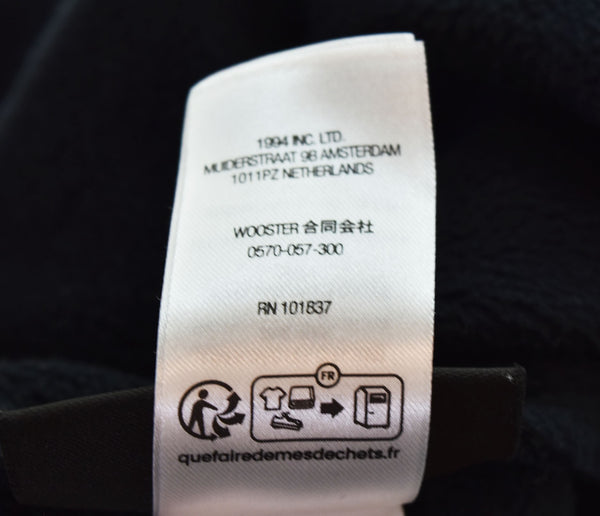 1994 INC. LTD.
MUIDERSTRAAT 9B AMSTERDAM
1011PZ NETHERLANDS
WOOSTER 合同会社
0570-057-300
RN 101837
FR
quefairedemesdechets.fr